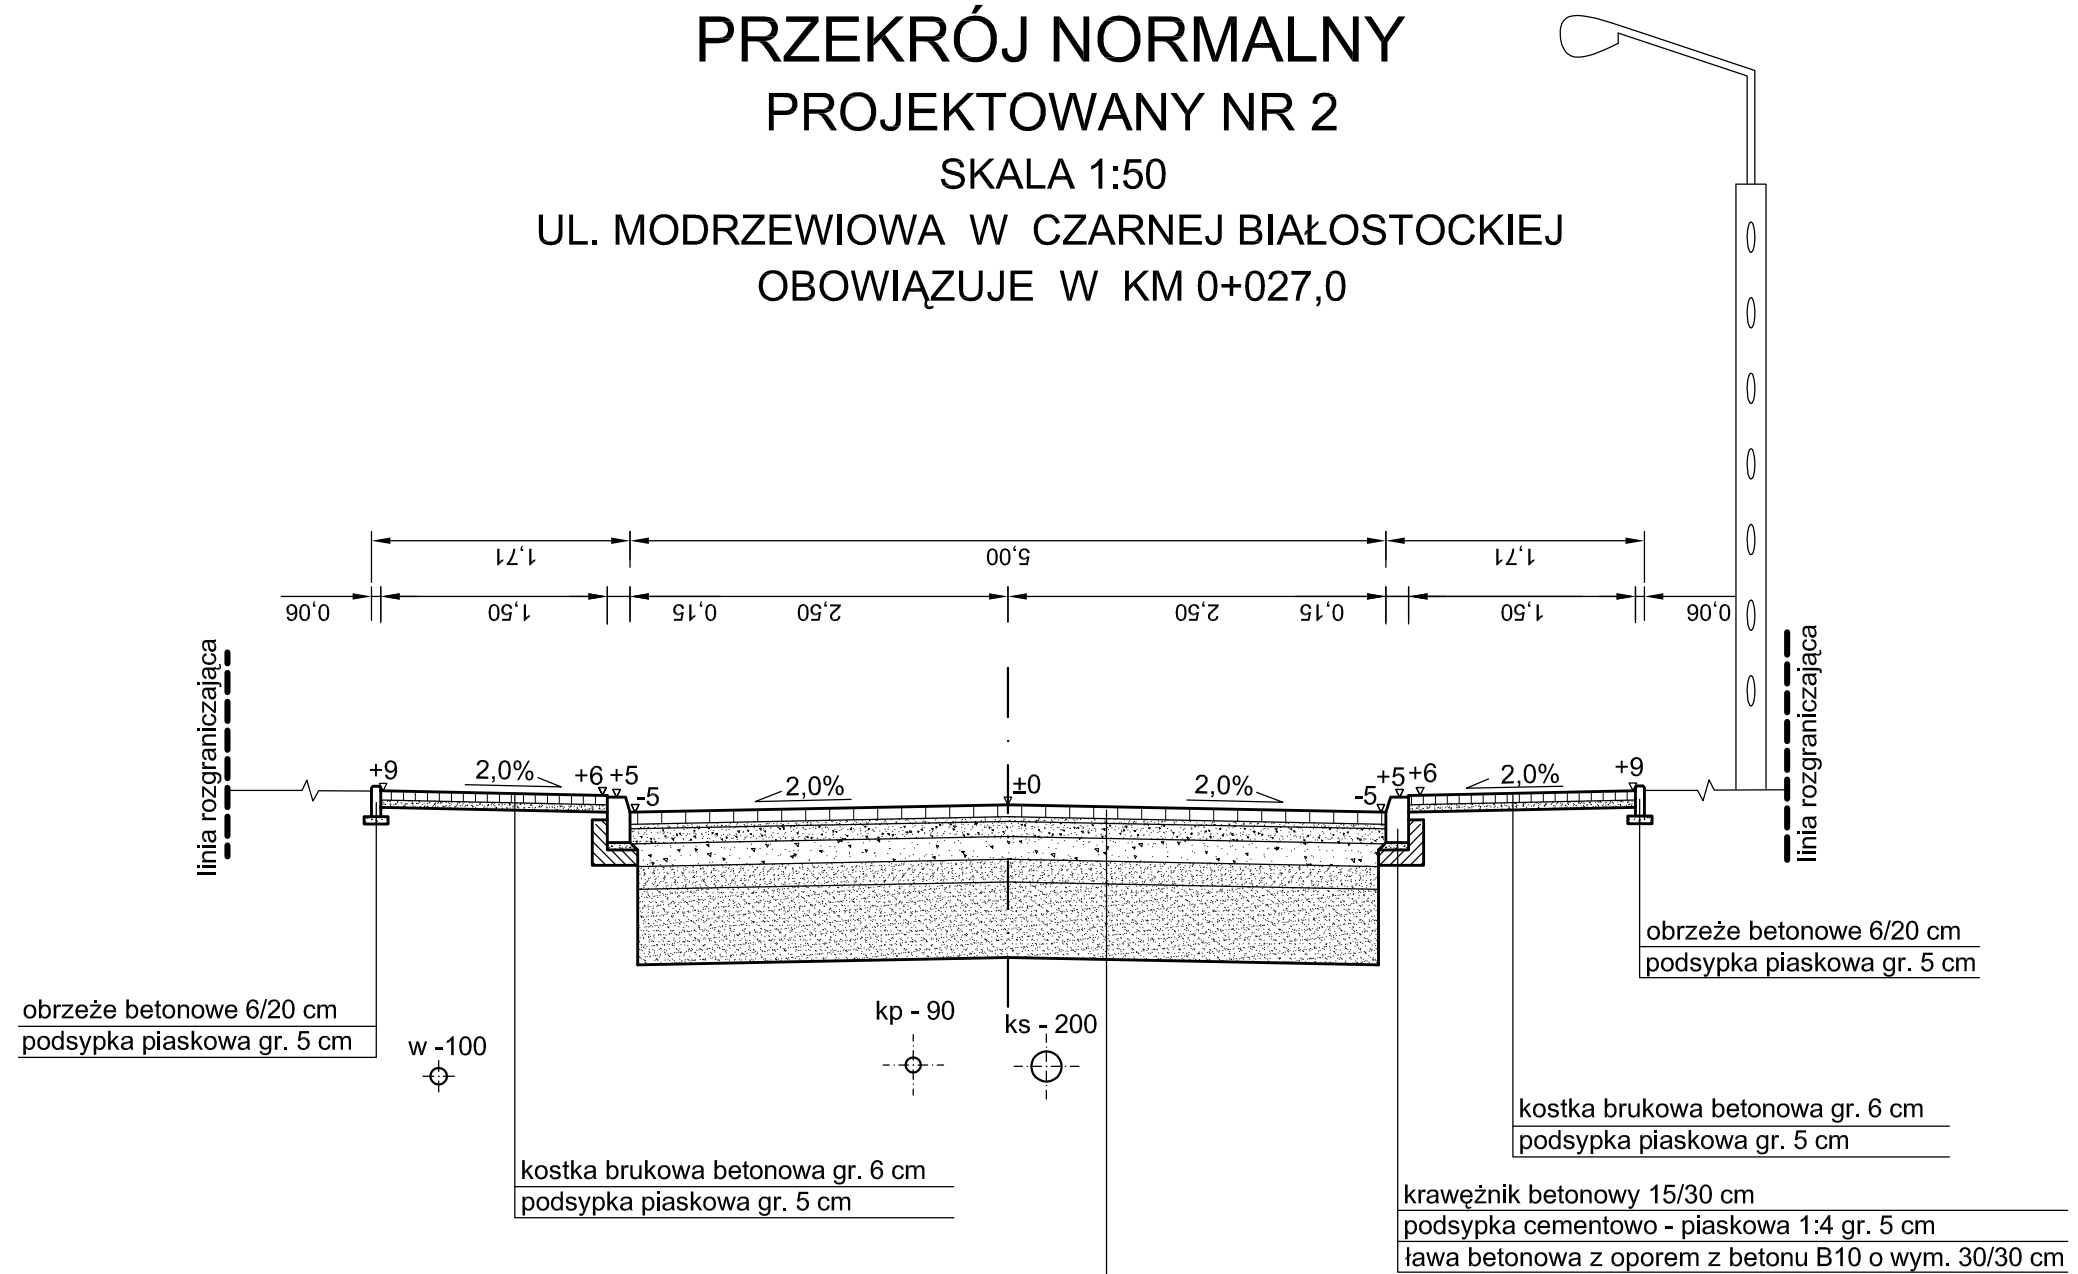 PRZEKRÓJ NORMALNY
PROJEKTOWANY NR 2
SKALA 1:50
UL. MODRZEWIOWA W CZARNEJ BIAŁOSTOCKIEJ
OBOWIĄZUJE W KM 0+027,0
1,71 5,00 1,71
0,06 1,50 0,15 2,50 2,50 0,15 1,50 0,06
linia rozgraniczająca
linia rozgraniczająca
+9 2,0% +6 +5 -5 2,0% ±0 2,0% -5 +5 +6 2,0% +9
obrzeże betonowe 6/20 cm
podsypka piaskowa gr. 5 cm
obrzeże betonowe 6/20 cm
podsypka piaskowa gr. 5 cm
w -100
kp - 90
ks - 200
kostka brukowa betonowa gr. 6 cm
podsypka piaskowa gr. 5 cm
kostka brukowa betonowa gr. 6 cm
podsypka piaskowa gr. 5 cm
krawężnik betonowy 15/30 cm
podsypka cementowo - piaskowa 1:4 gr. 5 cm
ława betonowa z oporem z betonu B10 o wym. 30/30 cm